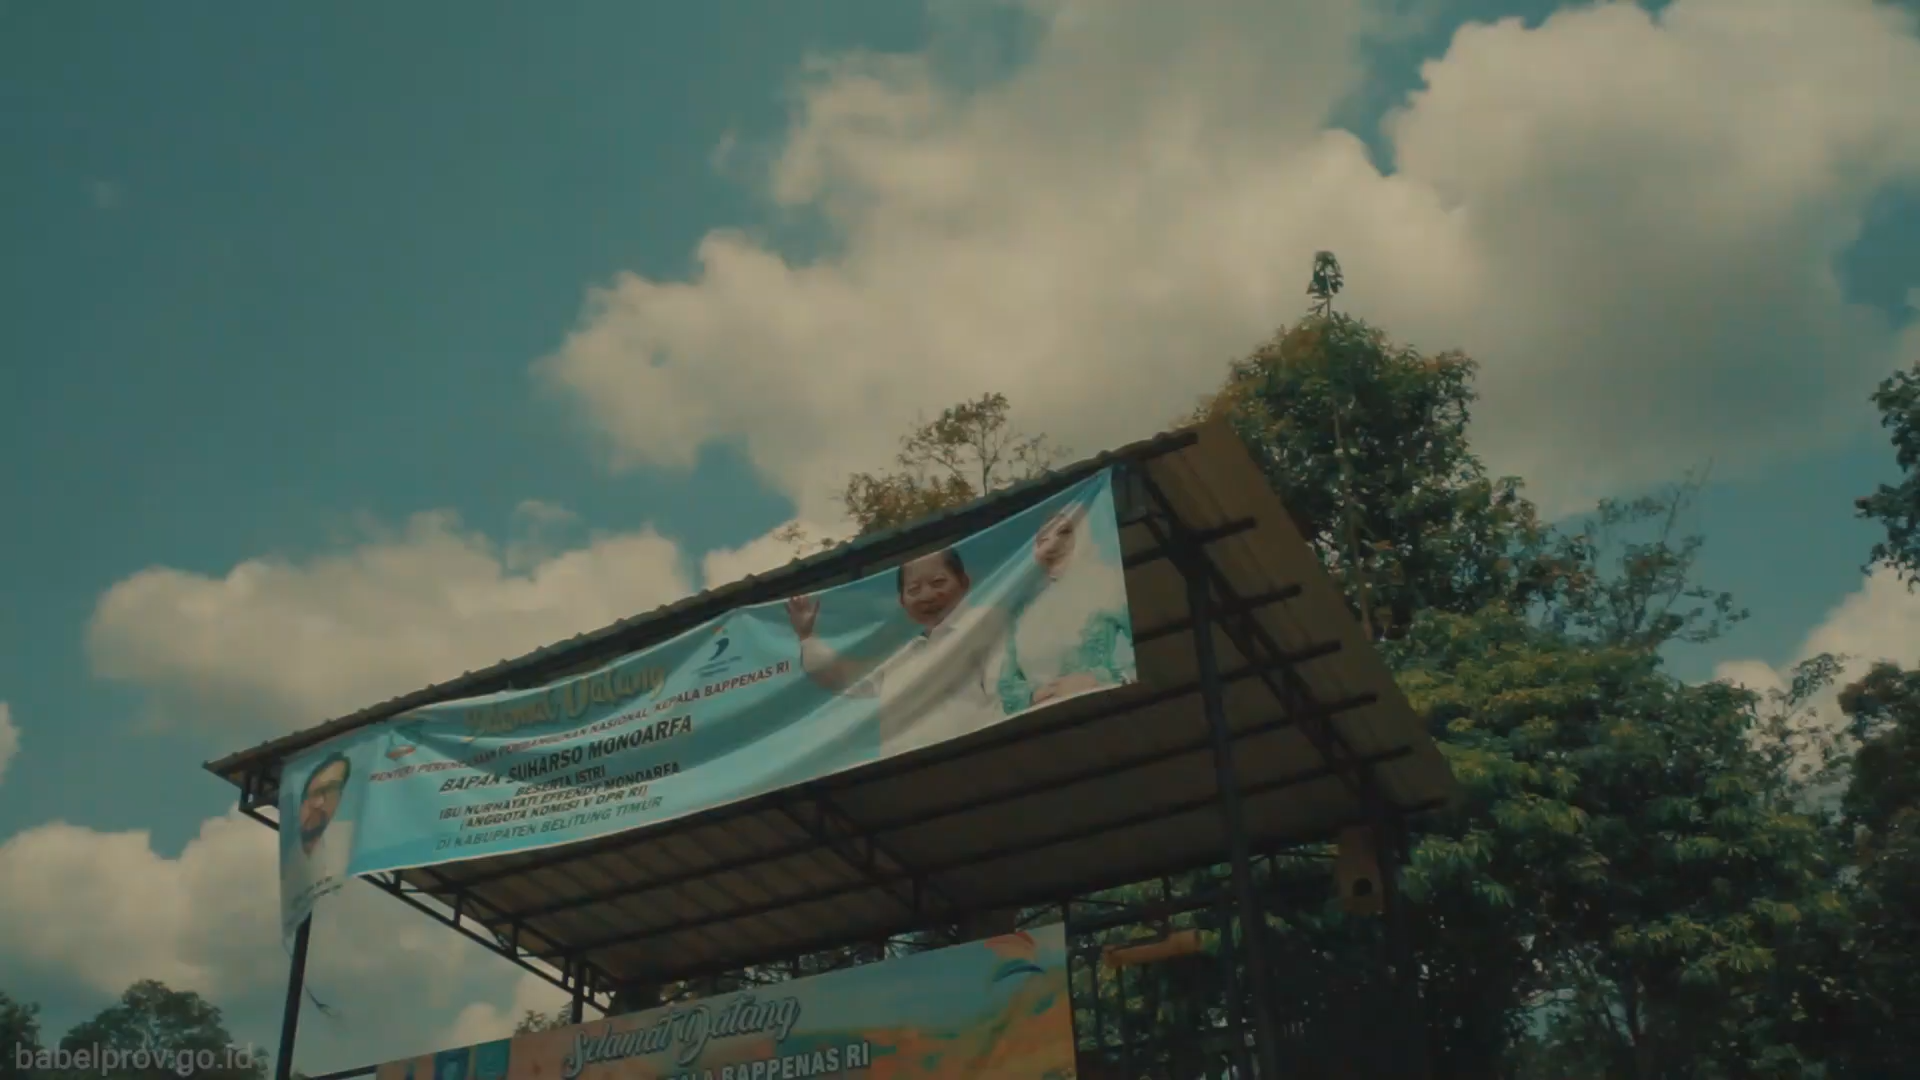 Selamat Datang
MENTERI PERENCANAAN PEMBANGUNAN NASIONAL, KEPALA BAPPENAS RI
BAPAK SUHARSO MONOARFA
BESERTA ISTRI
IBU NURHAYATI EFFENDY MONOARFA
(ANGGOTA KOMISI V DPR RI)
DI KABUPATEN BELITUNG TIMUR
Selamat Datang
BAPPENAS RI
babelprov.go.id